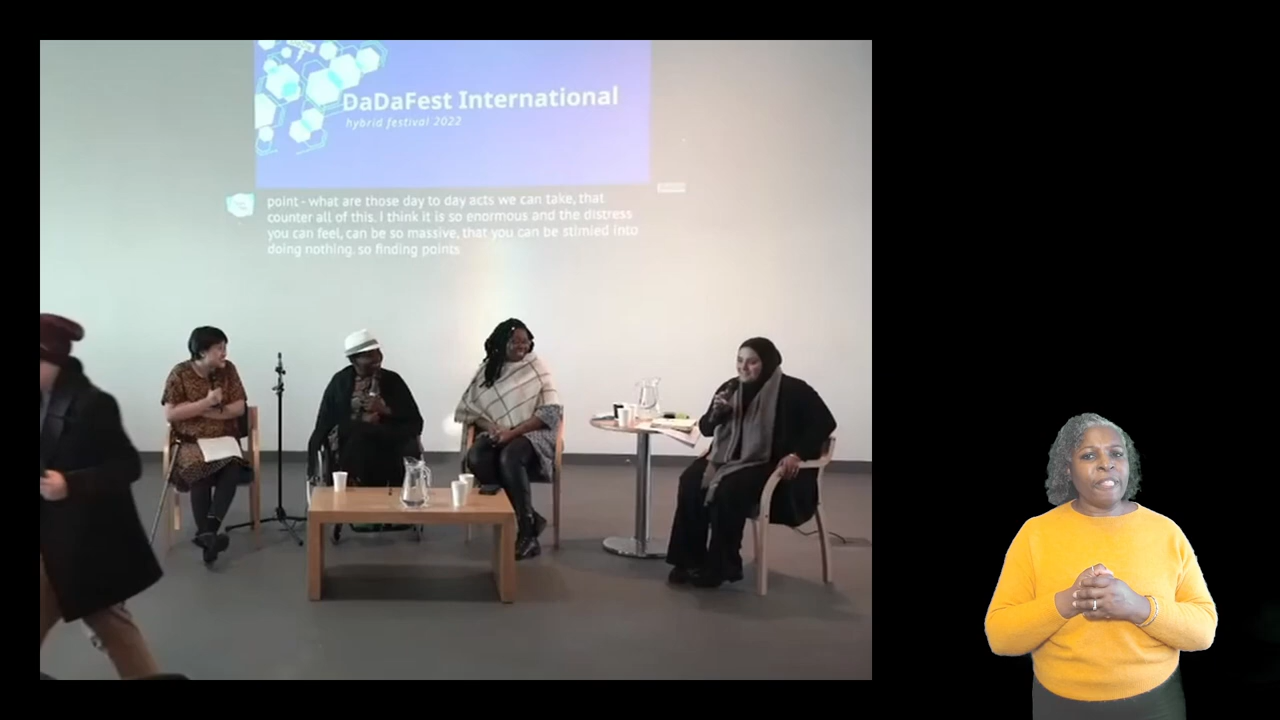 DaDaFest International
hybrid festival 2022
point - what are those day to day acts we can take, that
counter all of this. I think it is so enormous and the distress
you can feel, can be so massive, that you can be stimied into
doing nothing. so finding points